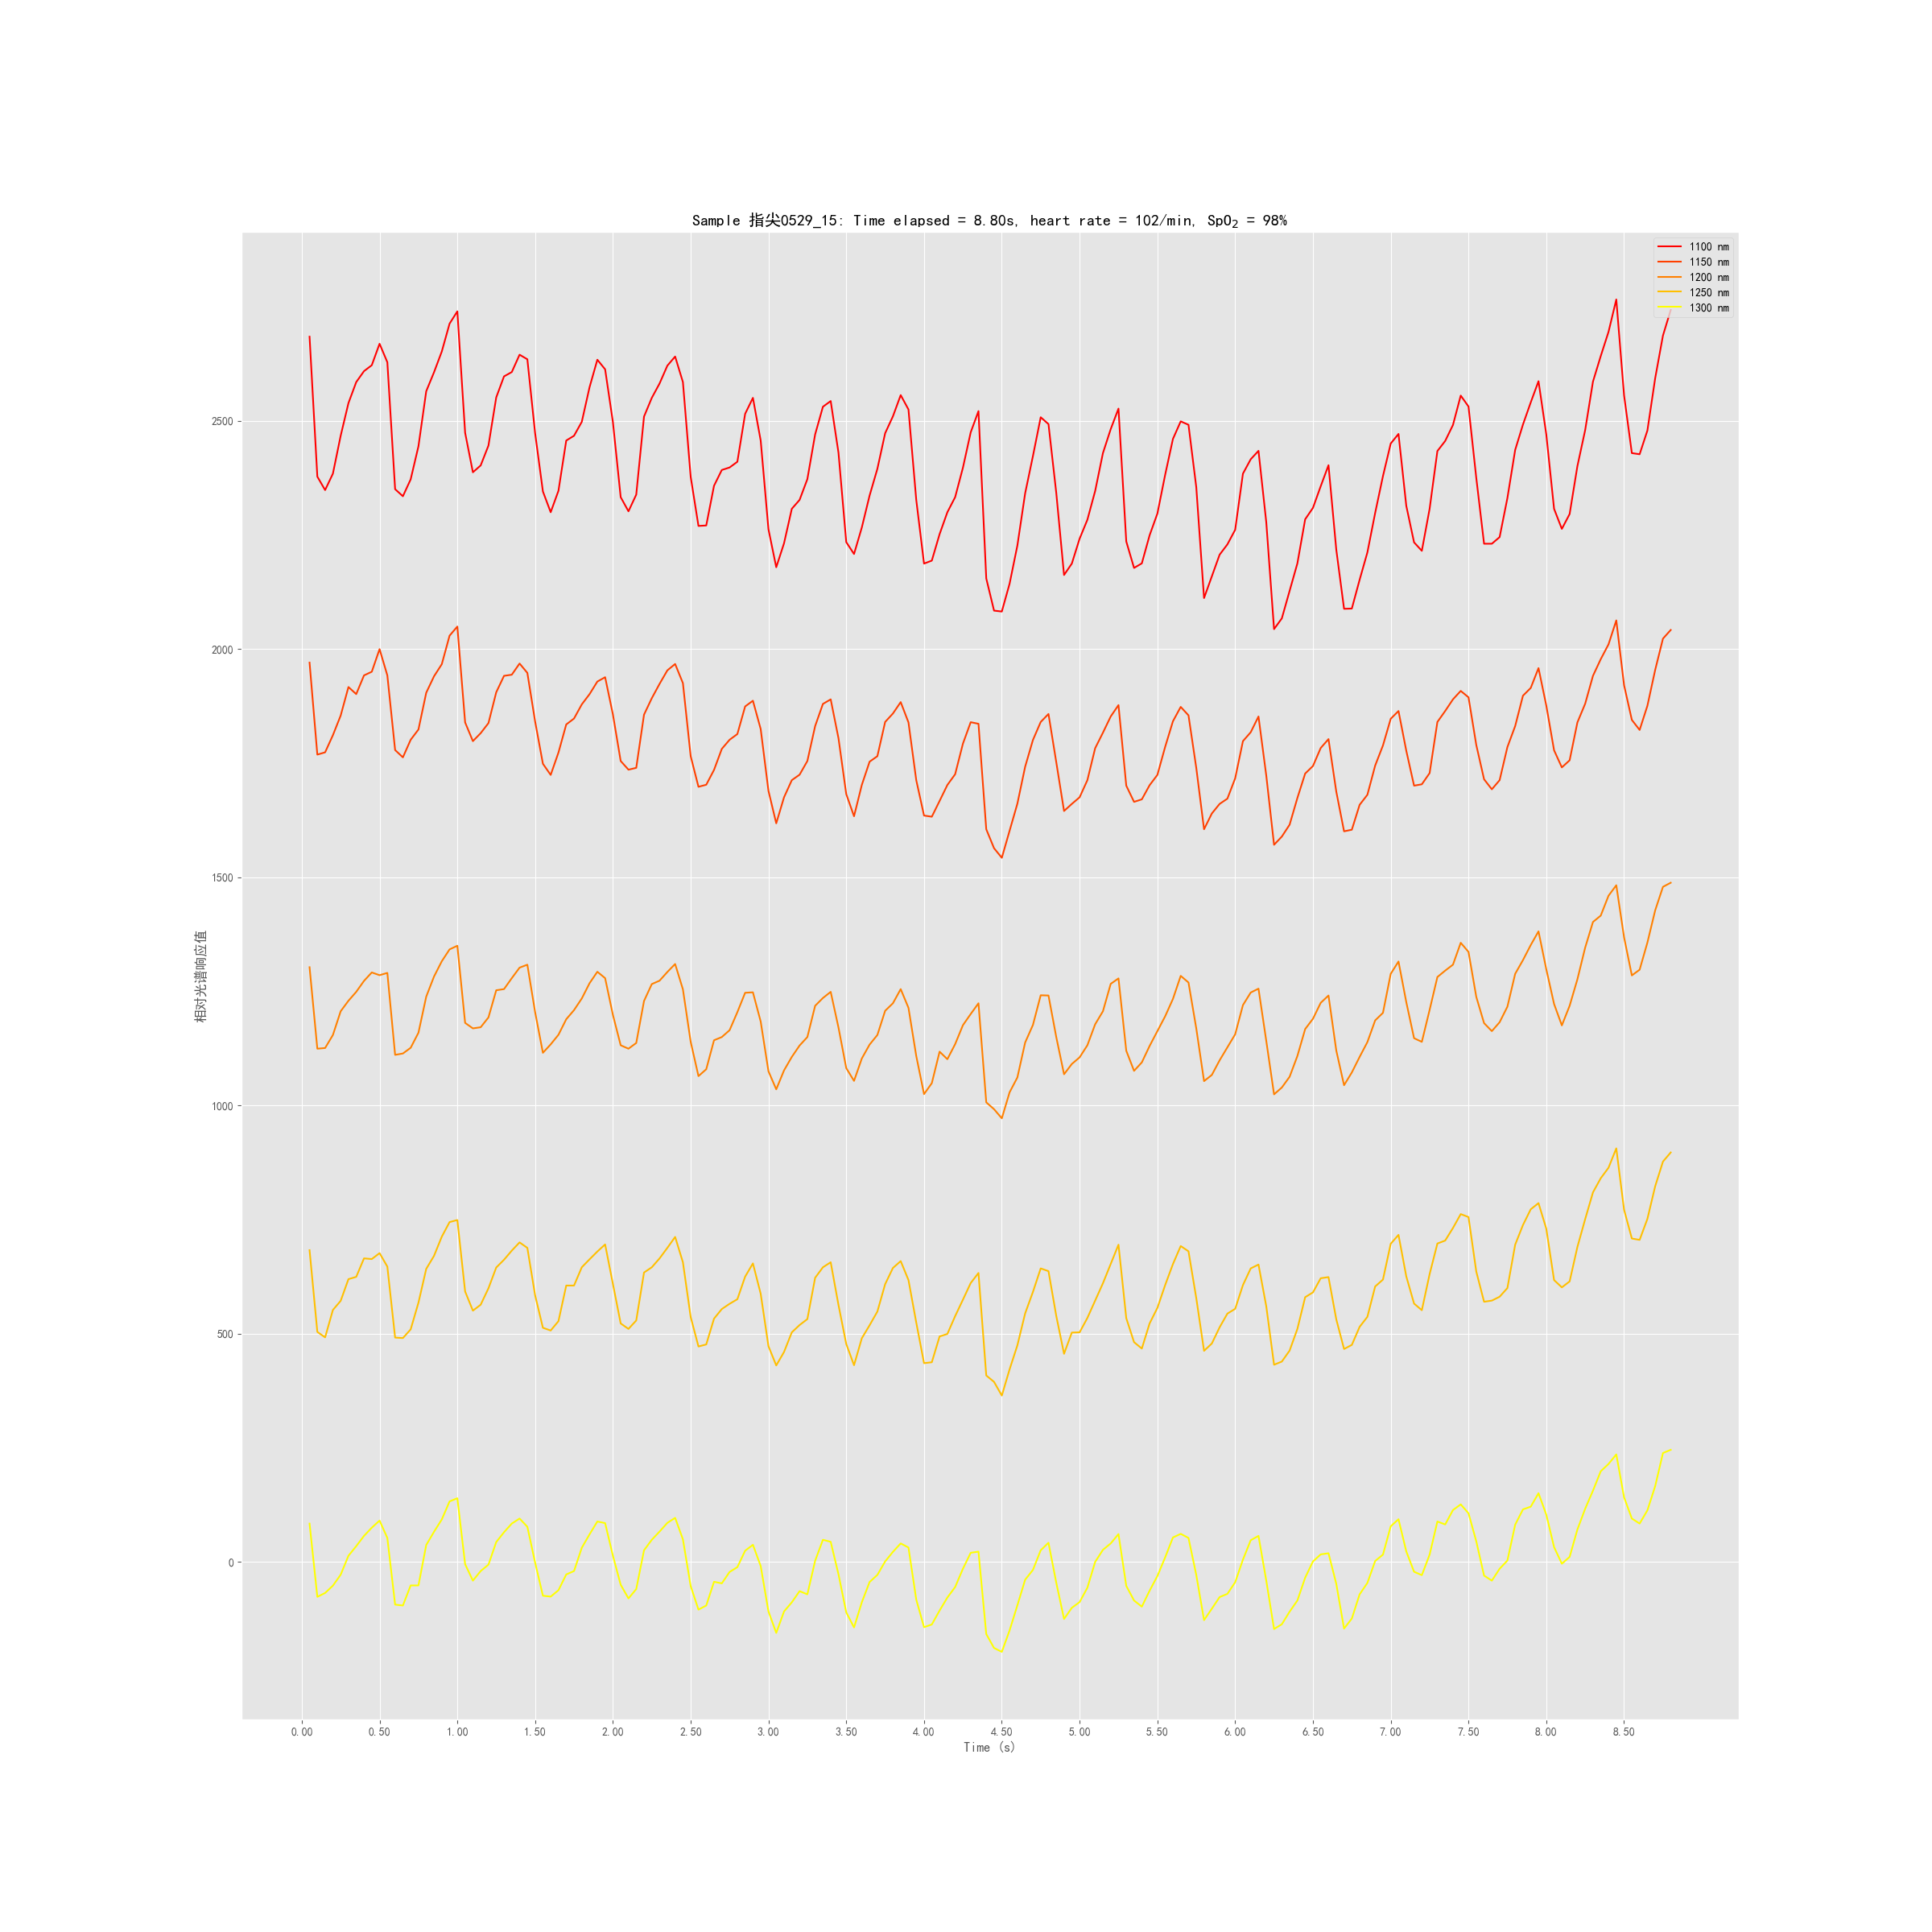 Sample 指尖0529_15: Time elapsed = 8.80s, heart rate = 102/min, SpO₂ = 98%
1100 nm
1150 nm
1200 nm
1250 nm
1300 nm
2500
2000
1500
1000
500
0
相对光谱响应值
0.00 0.50 1.00 1.50 2.00 2.50 3.00 3.50 4.00 4.50 5.00 5.50 6.00 6.50 7.00 7.50 8.00 8.50
Time (s)